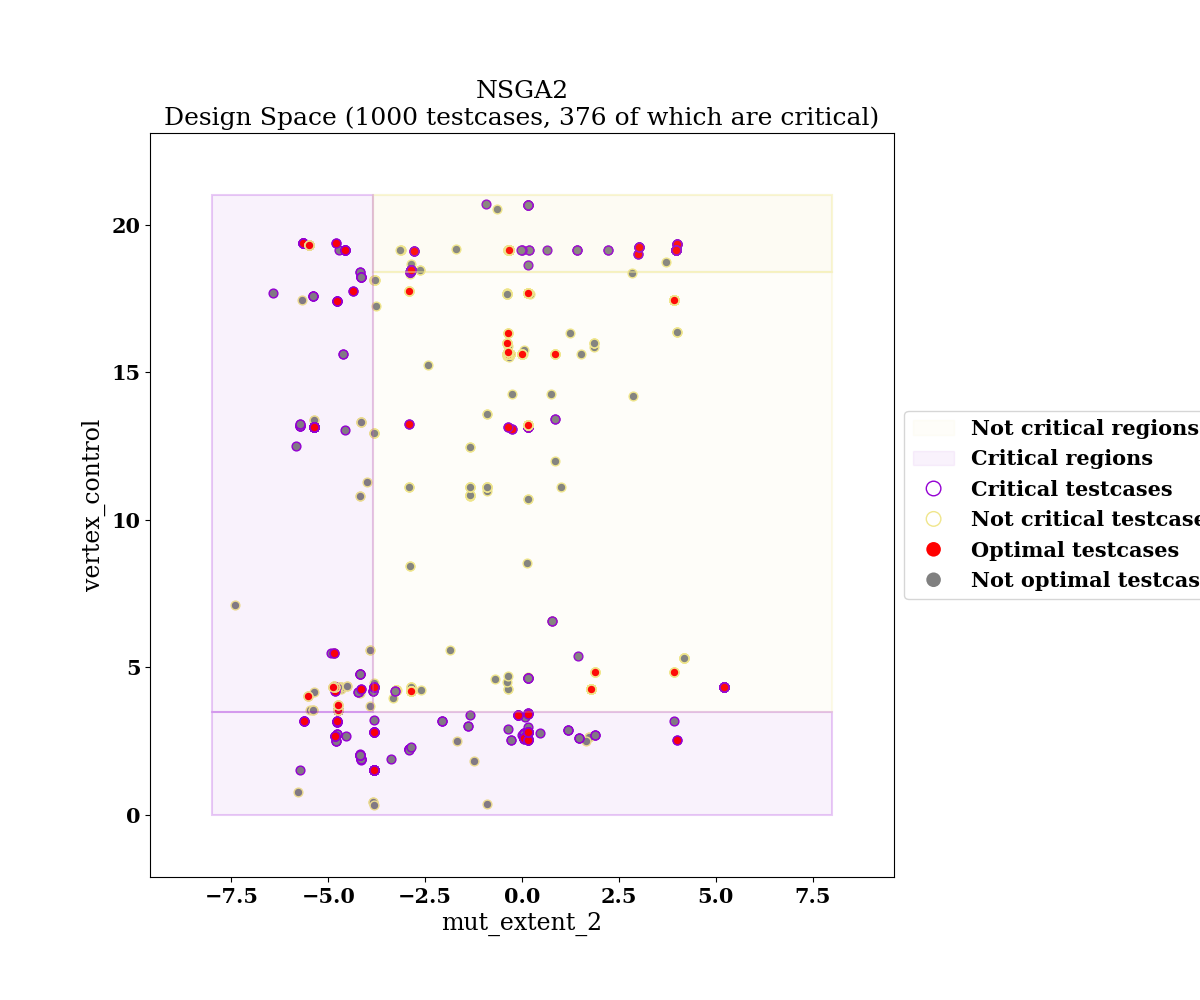 NSGA2
Design Space (1000 testcases, 376 of which are critical)
20
15
10
5
0
vertex_control
−7.5 −5.0 −2.5 0.0 2.5 5.0 7.5
mut_extent_2
Not critical regions
Critical regions
Critical testcases
Not critical testcase
Optimal testcases
Not optimal testcas